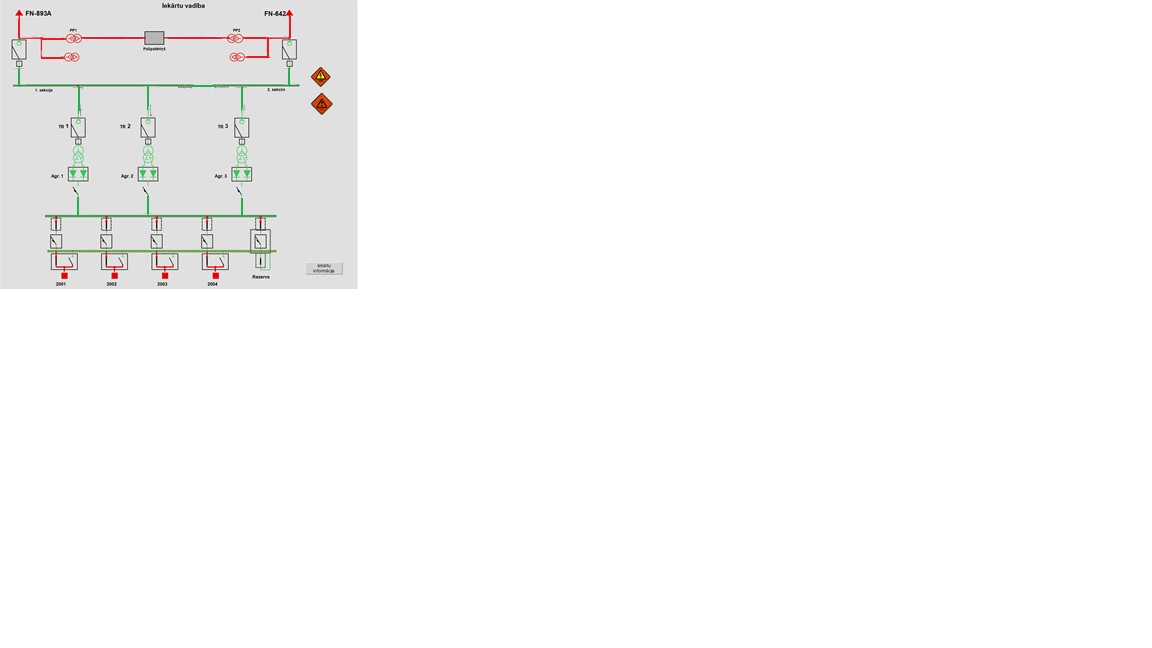 Iekārtu vadība
FN-893A
FN-642
PP1
PP2
Pašpatēriņš
1. sekcija
2. sekcija
TR 1
TR 2
TR 3
Agr. 1
Agr. 2
Agr. 3
Rezerve
Iekārtu
informācija
2001
2002
2003
2004